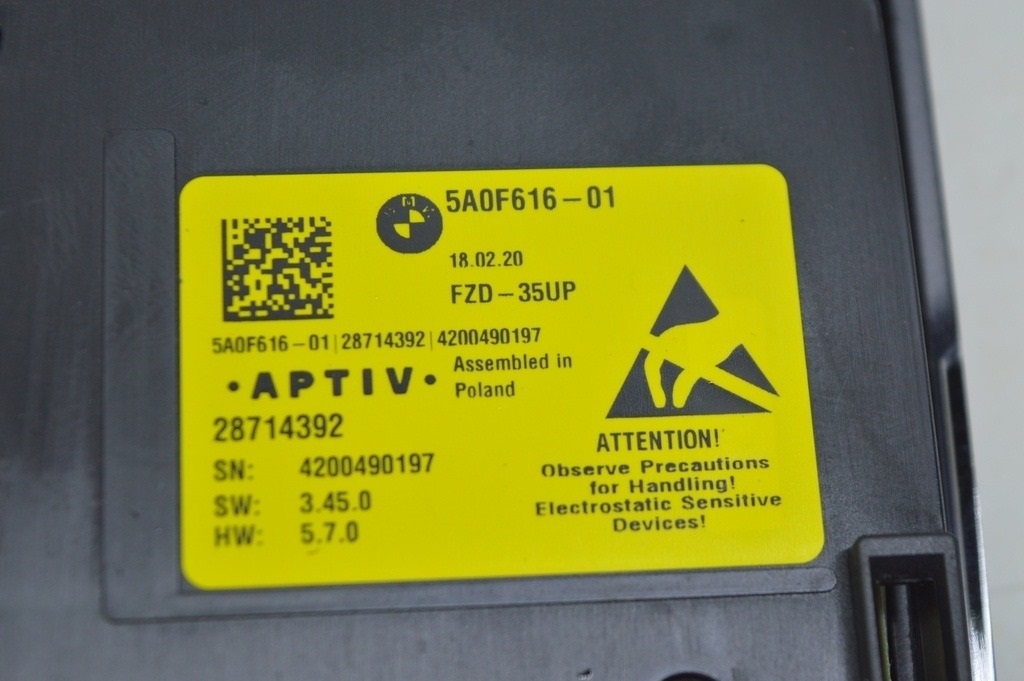 5A0F616-01
18.02.20
FZD-35UP
5A0F616-01|28714392|4200490197
•APTIV•
Assembled in
Poland
28714392
SN: 4200490197
SW: 3.45.0
HW: 5.7.0
ATTENTION!
Observe Precautions
for Handling!
Electrostatic Sensitive
Devices!